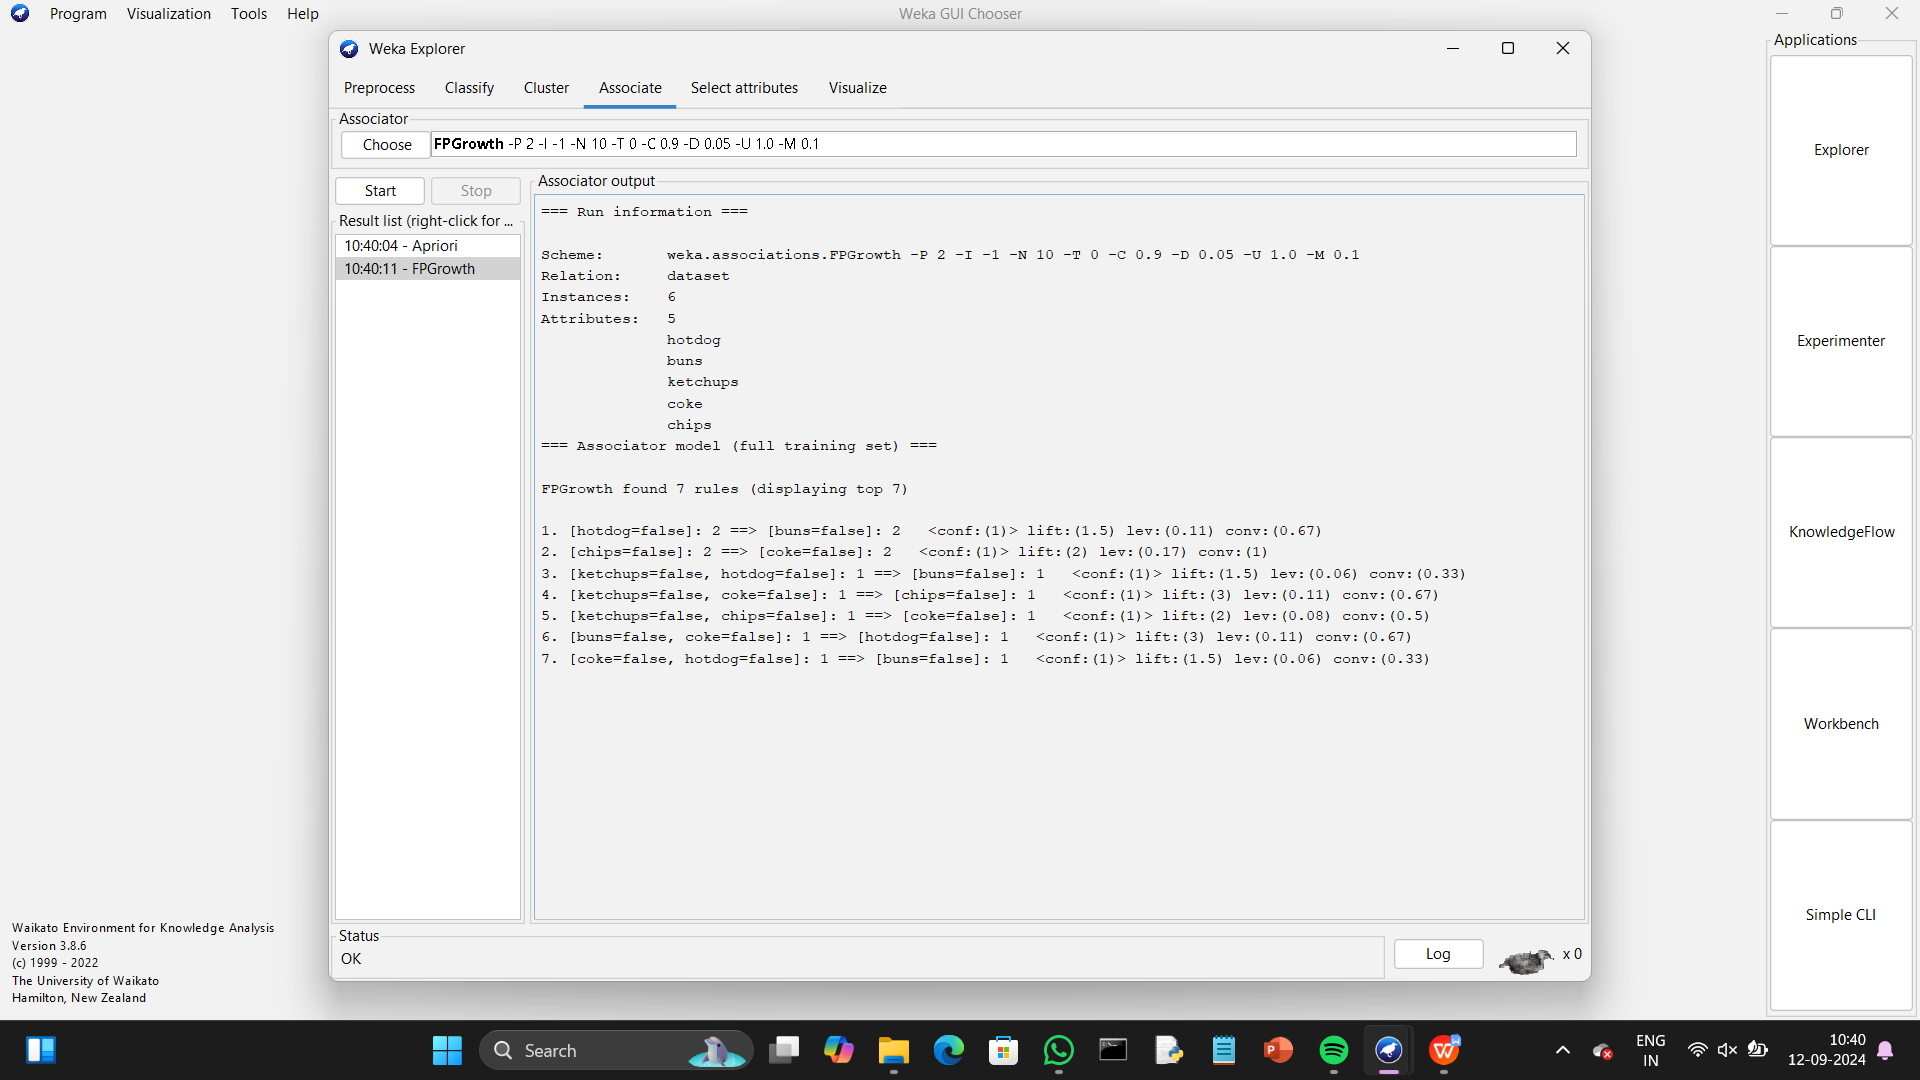 Program Visualization Tools Help
Weka GUI Chooser
Applications
Weka Explorer
Preprocess Classify Cluster Associate Select attributes Visualize
Associator
Choose FPGrowth -P 2 -I -1 -N 10 -T 0 -C 0.9 -D 0.05 -U 1.0 -M 0.1
Start Stop
Result list (right-click for ...
10:40:04 - Apriori
10:40:11 - FPGrowth
Associator output
=== Run information ===
Scheme: weka.associations.FPGrowth -P 2 -I -1 -N 10 -T 0 -C 0.9 -D 0.05 -U 1.0 -M 0.1
Relation: dataset
Instances: 6
Attributes: 5
hotdog
buns
ketchups
coke
chips
=== Associator model (full training set) ===
FPGrowth found 7 rules (displaying top 7)
1. [hotdog=false]: 2 ==> [buns=false]: 2 <conf:(1)> lift:(1.5) lev:(0.11) conv:(0.67)
2. [chips=false]: 2 ==> [coke=false]: 2 <conf:(1)> lift:(2) lev:(0.17) conv:(1)
3. [ketchups=false, hotdog=false]: 1 ==> [buns=false]: 1 <conf:(1)> lift:(1.5) lev:(0.06) conv:(0.33)
4. [ketchups=false, coke=false]: 1 ==> [chips=false]: 1 <conf:(1)> lift:(3) lev:(0.11) conv:(0.67)
5. [ketchups=false, chips=false]: 1 ==> [coke=false]: 1 <conf:(1)> lift:(2) lev:(0.08) conv:(0.5)
6. [buns=false, coke=false]: 1 ==> [hotdog=false]: 1 <conf:(1)> lift:(3) lev:(0.11) conv:(0.67)
7. [coke=false, hotdog=false]: 1 ==> [buns=false]: 1 <conf:(1)> lift:(1.5) lev:(0.06) conv:(0.33)
Status
OK
Log
x 0
Explorer
Experimenter
KnowledgeFlow
Workbench
Simple CLI
Waikato Environment for Knowledge Analysis
Version 3.8.6
(c) 1999 - 2022
The University of Waikato
Hamilton, New Zealand
Search
P
W
ENG
IN
10:40
12-09-2024